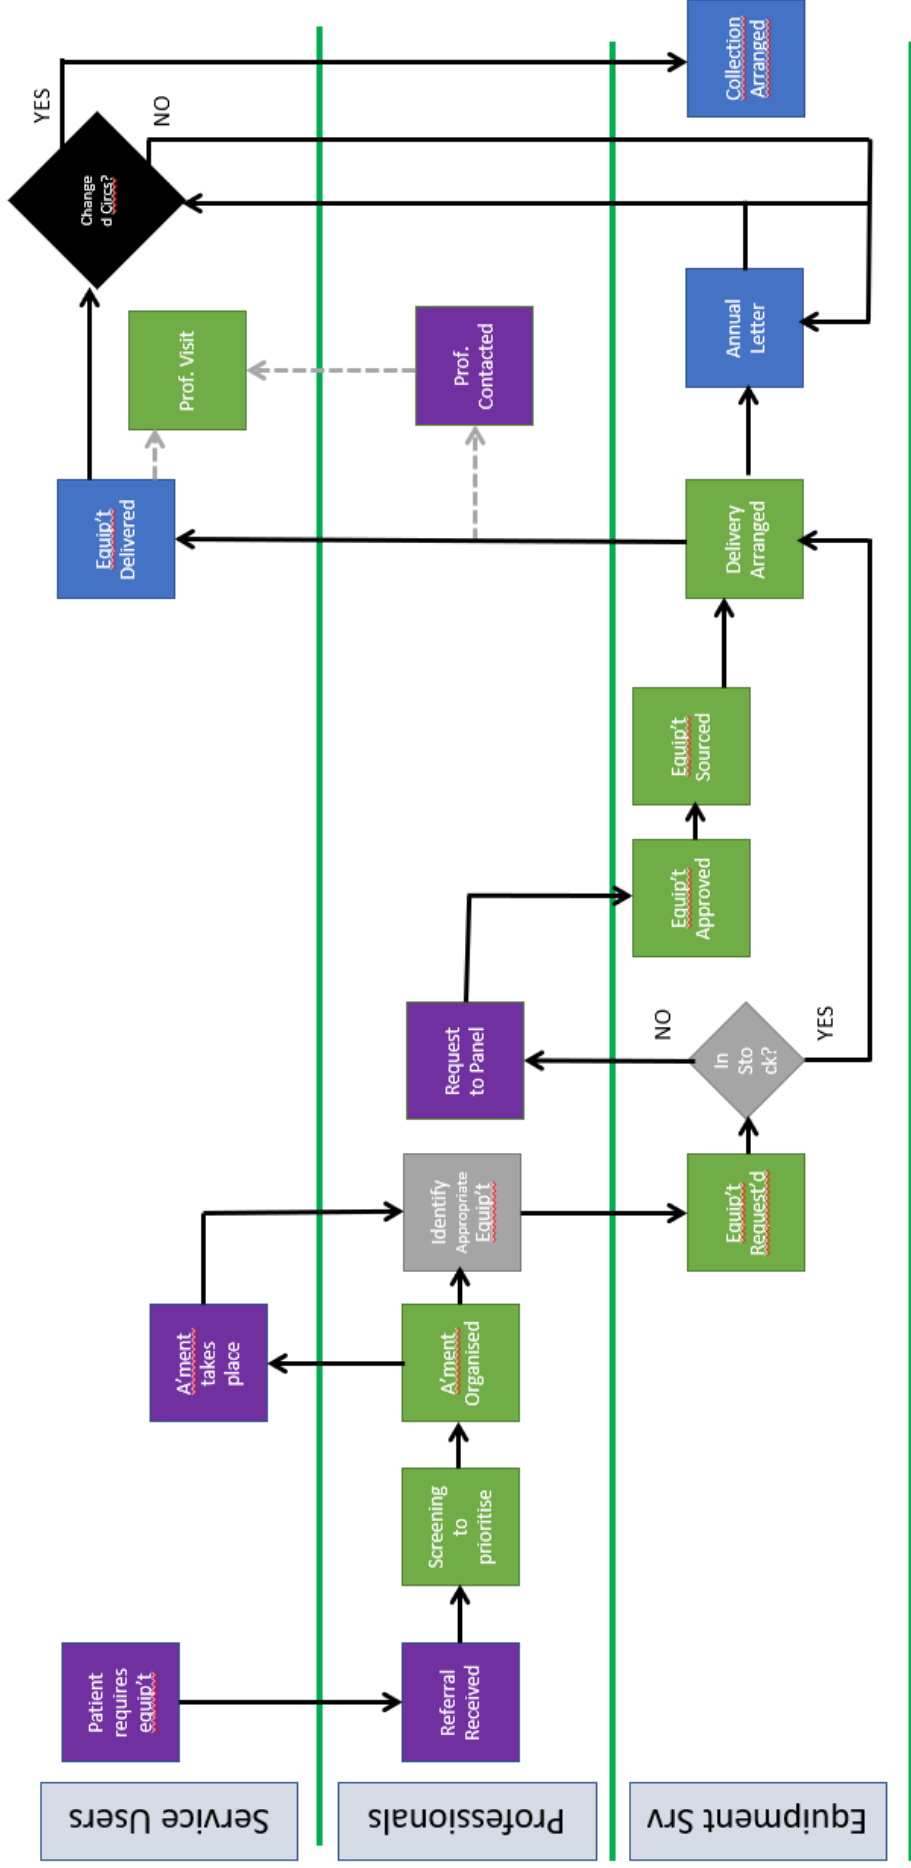 Service Users
Patient
requires
equip't
A'ment
takes
place
Equip't
Delivered
Prof. Visit
Change
d Circs?
YES
NO
Professionals
Referral
Received
Screening
to
prioritise
A'ment
Organised
Identify
Appropriate
Equip't
Request
to Panel
Prof.
Contacted
Equipment Srv
Equip't
Request'd
In
Sto
ck?
NO
YES
Equip't
Approved
Equip't
Sourced
Delivery
Arranged
Annual
Letter
Collection
Arranged